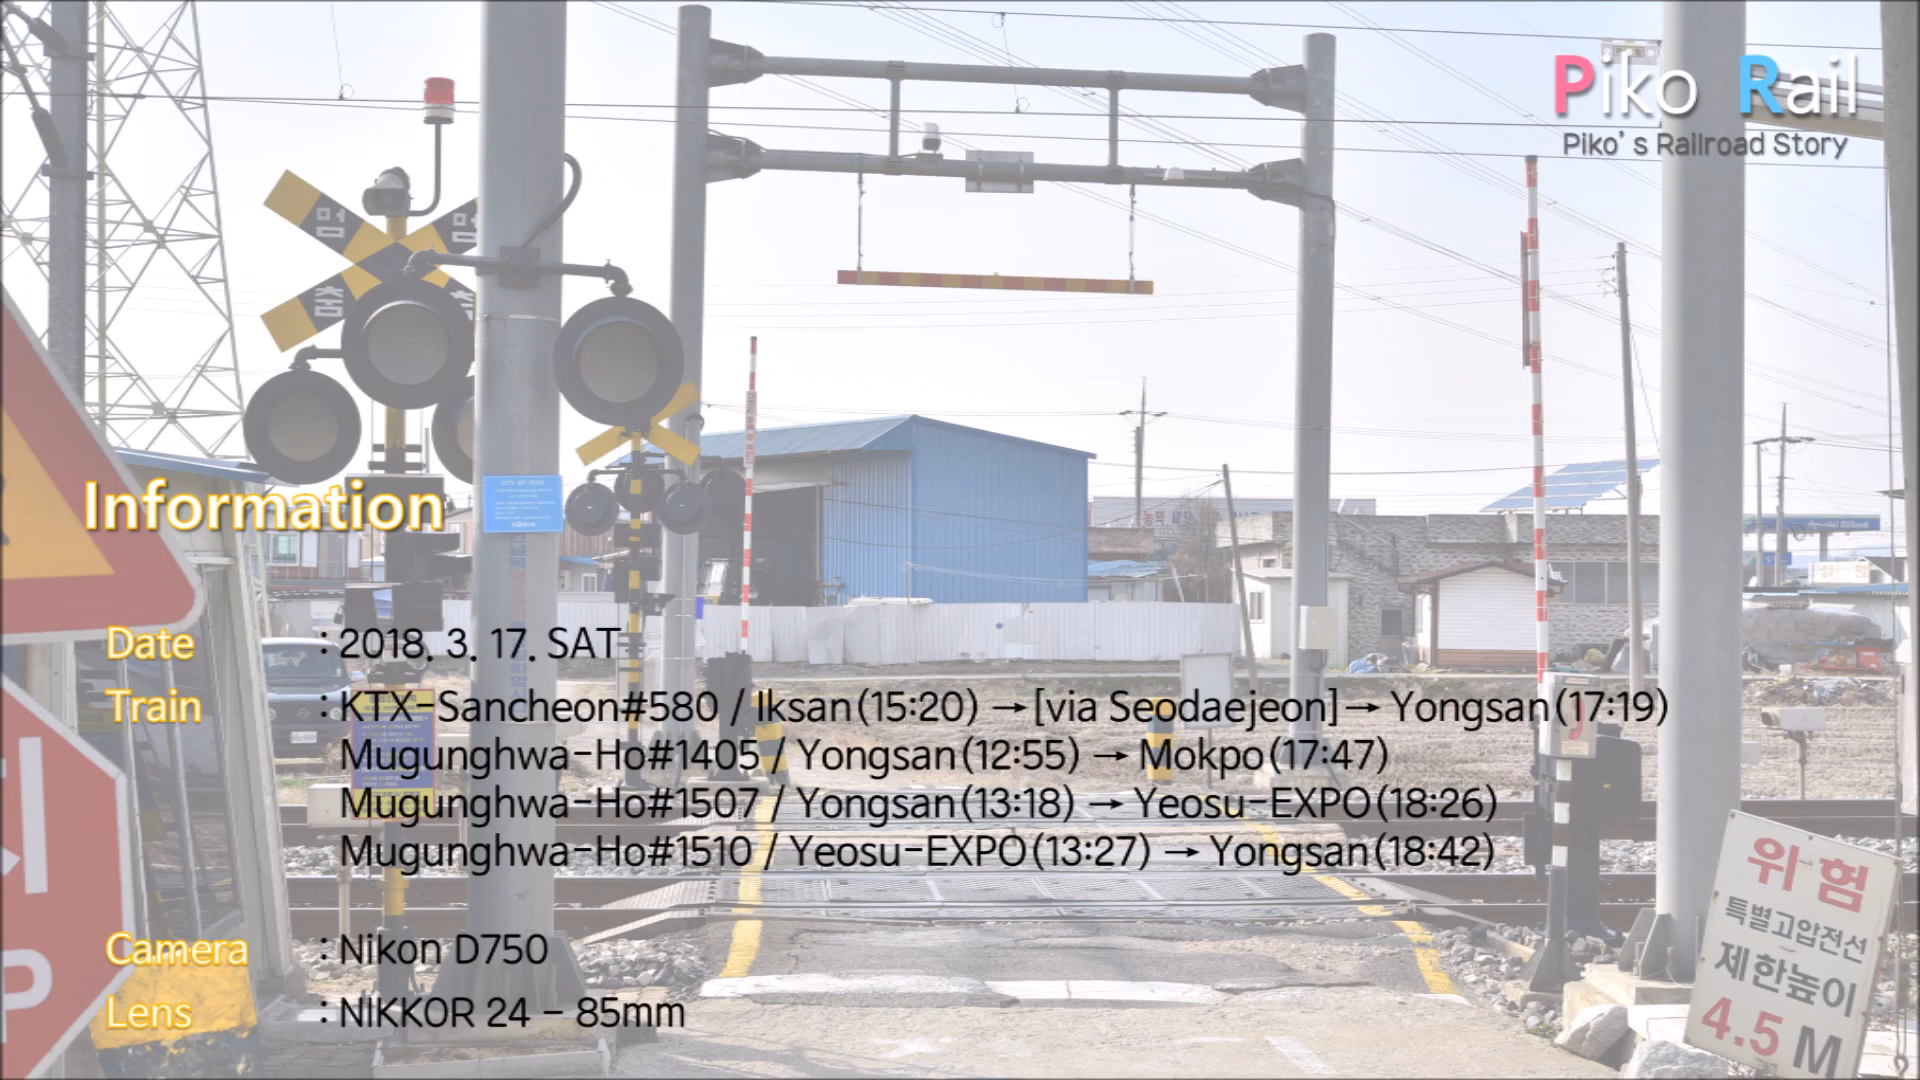 Piko Rail
Piko's Railroad Story
멈
멈
춤
Information
Date : 2018. 3. 17. SAT
Train : KTX-Sancheon#580 / Iksan(15:20) →[via Seodaejeon]→ Yongsan(17:19)
Mugunghwa-Ho#1405 / Yongsan(12:55) → Mokpo(17:47)
Mugunghwa-Ho#1507 / Yongsan(13:18) → Yeosu-EXPO(18:26)
Mugunghwa-Ho#1510 / Yeosu-EXPO(13:27) → Yongsan(18:42)
Camera : Nikon D750
Lens : NIKKOR 24 - 85mm
위 험
특별고압전선
제한높이
4.5 M